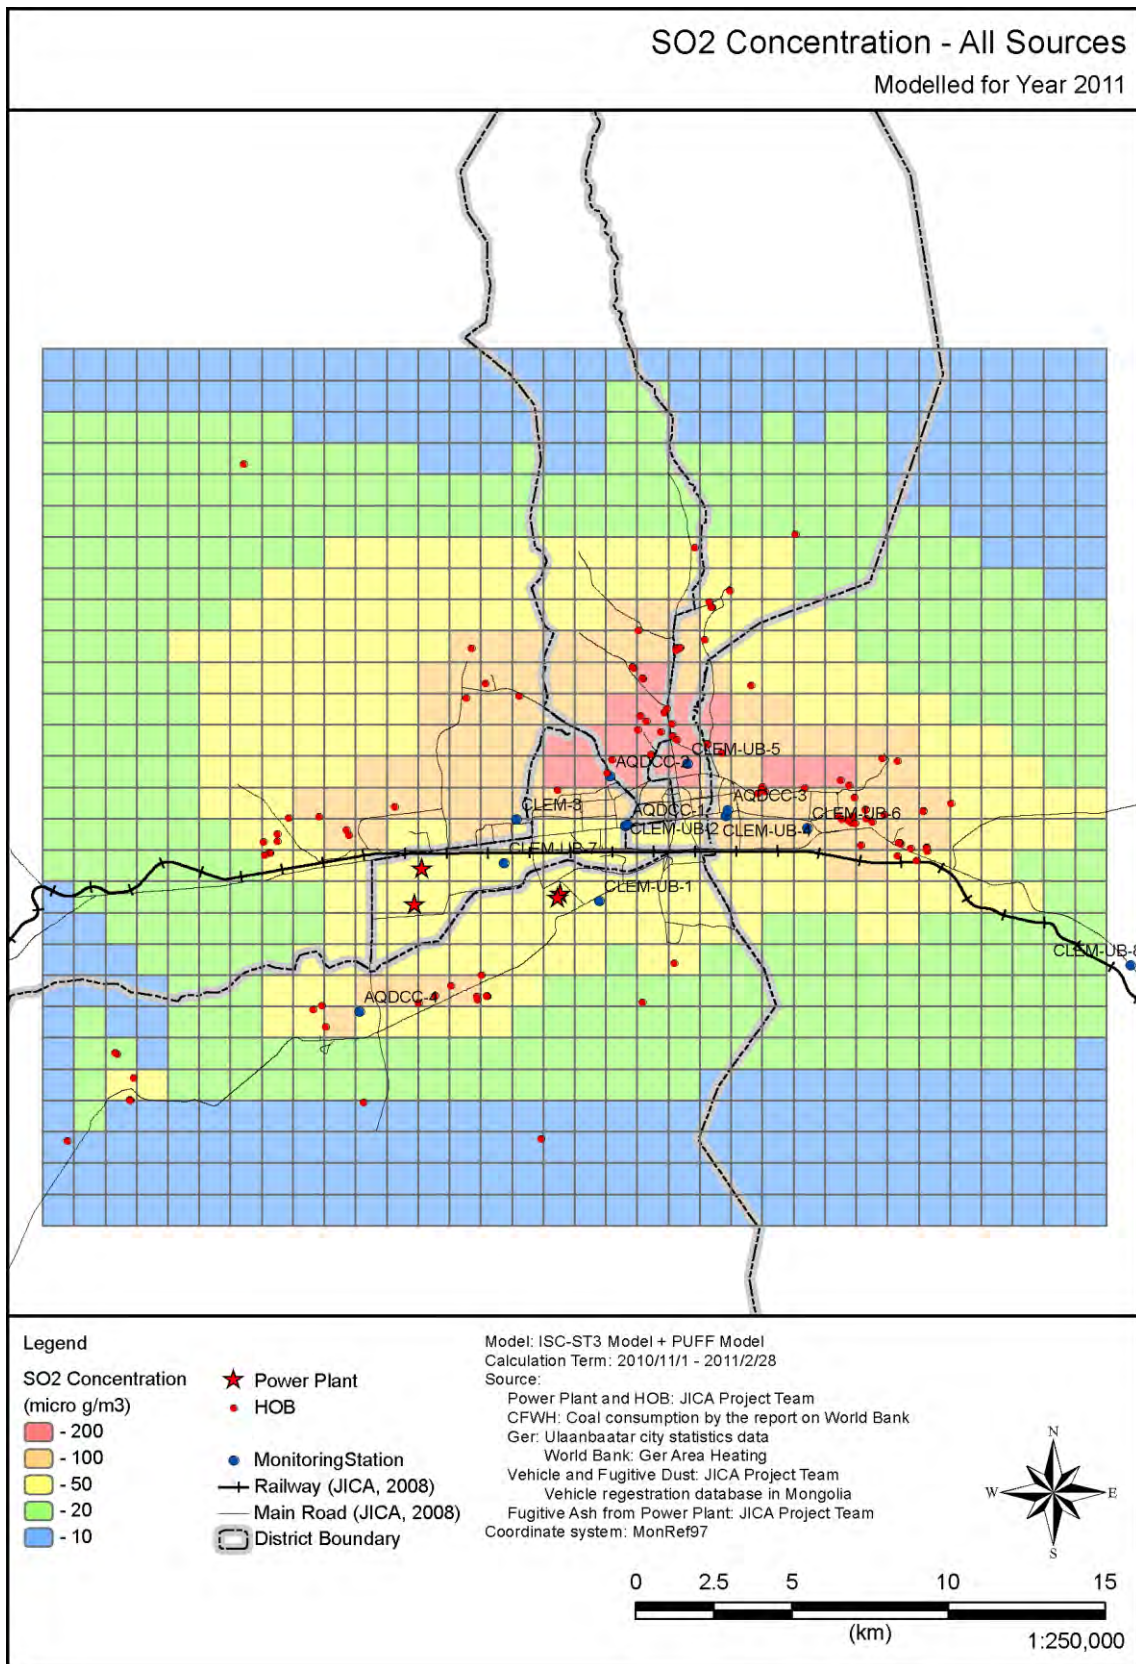 SO2 Concentration - All Sources
Modelled for Year 2011
CLEM-UB-5
AQDCC-2
AQDCC-3
CLEM-3
AQDCC-1
CLEM-UB-6
CLEM-UB-2
CLEM-UB-4
CLEM-UB-7
CLEM-UB-1
CLEM-UB-8
AQDCC-4
Legend
SO2 Concentration
(micro g/m3)
- 200
- 100
- 50
- 20
- 10
Power Plant
HOB
MonitoringStation
Railway (JICA, 2008)
Main Road (JICA, 2008)
District Boundary
Model: ISC-ST3 Model + PUFF Model
Calculation Term: 2010/11/1 - 2011/2/28
Source:
Power Plant and HOB: JICA Project Team
CFWH: Coal consumption by the report on World Bank
Ger: Ulaanbaatar city statistics data
World Bank: Ger Area Heating
Vehicle and Fugitive Dust: JICA Project Team
Vehicle regestration database in Mongolia
Fugitive Ash from Power Plant: JICA Project Team
Coordinate system: MonRef97
N
W
E
S
0 2.5 5 10 15
(km)
1:250,000